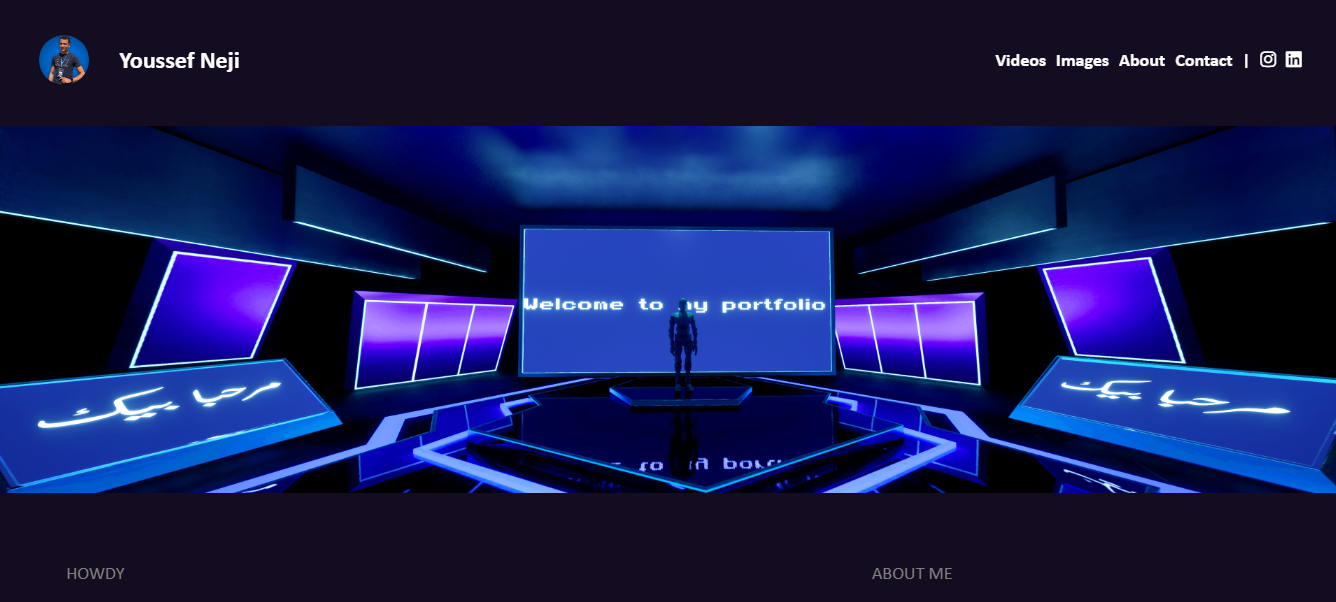 Youssef Neji
Videos Images About Contact |
Welcome to my portfolio
مرحبا بيك
مرحبا بيك
HOWDY
ABOUT ME